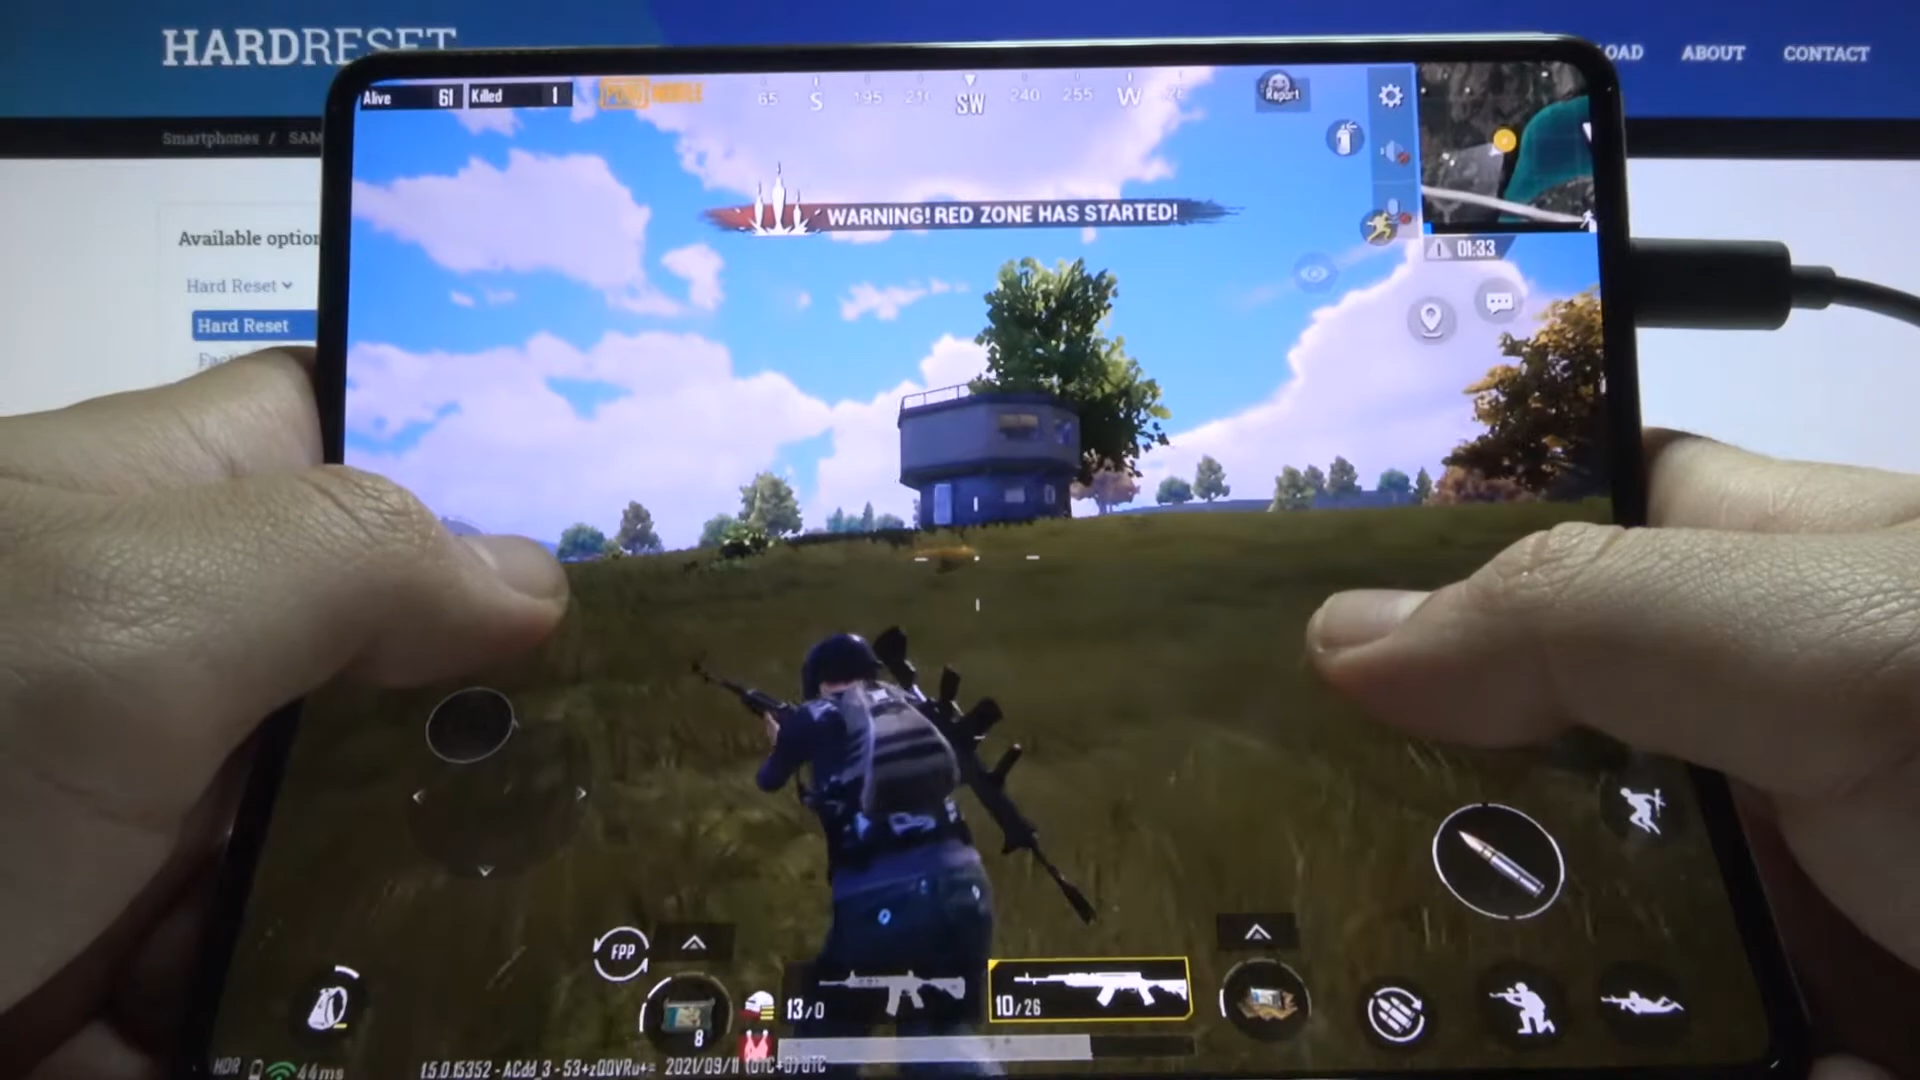 HARDRESET
ABOUT
CONTACT
Smartphones /
Available option
Hard Reset
Hard Reset
Alive 61
Killed 1
PUBG MOBILE
65 S 195 SW 240 255 W
Report
WARNING! RED ZONE HAS STARTED!
01:33
FPP
8
13/0
10/26
HDR
44ms
2021/09/11